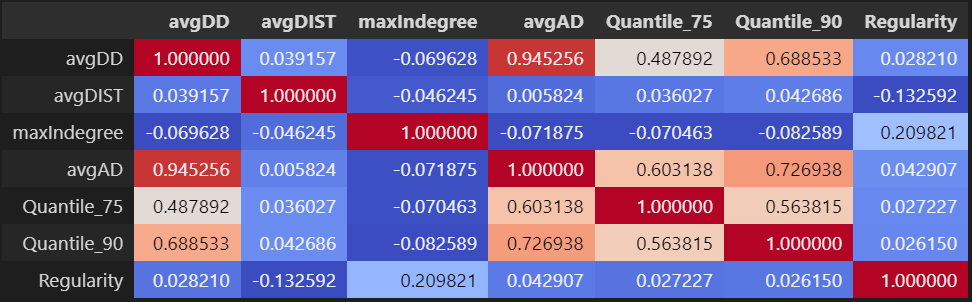 avgDD avgDIST maxIndegree avgAD Quantile_75 Quantile_90 Regularity
avgDD 1.000000 0.039157 -0.069628 0.945256 0.487892 0.688533 0.028210
avgDIST 0.039157 1.000000 -0.046245 0.005824 0.036027 0.042686 -0.132592
maxIndegree -0.069628 -0.046245 1.000000 -0.071875 -0.070463 -0.082589 0.209821
avgAD 0.945256 0.005824 -0.071875 1.000000 0.603138 0.726938 0.042907
Quantile_75 0.487892 0.036027 -0.070463 0.603138 1.000000 0.563815 0.027227
Quantile_90 0.688533 0.042686 -0.082589 0.726938 0.563815 1.000000 0.026150
Regularity 0.028210 -0.132592 0.209821 0.042907 0.027227 0.026150 1.000000